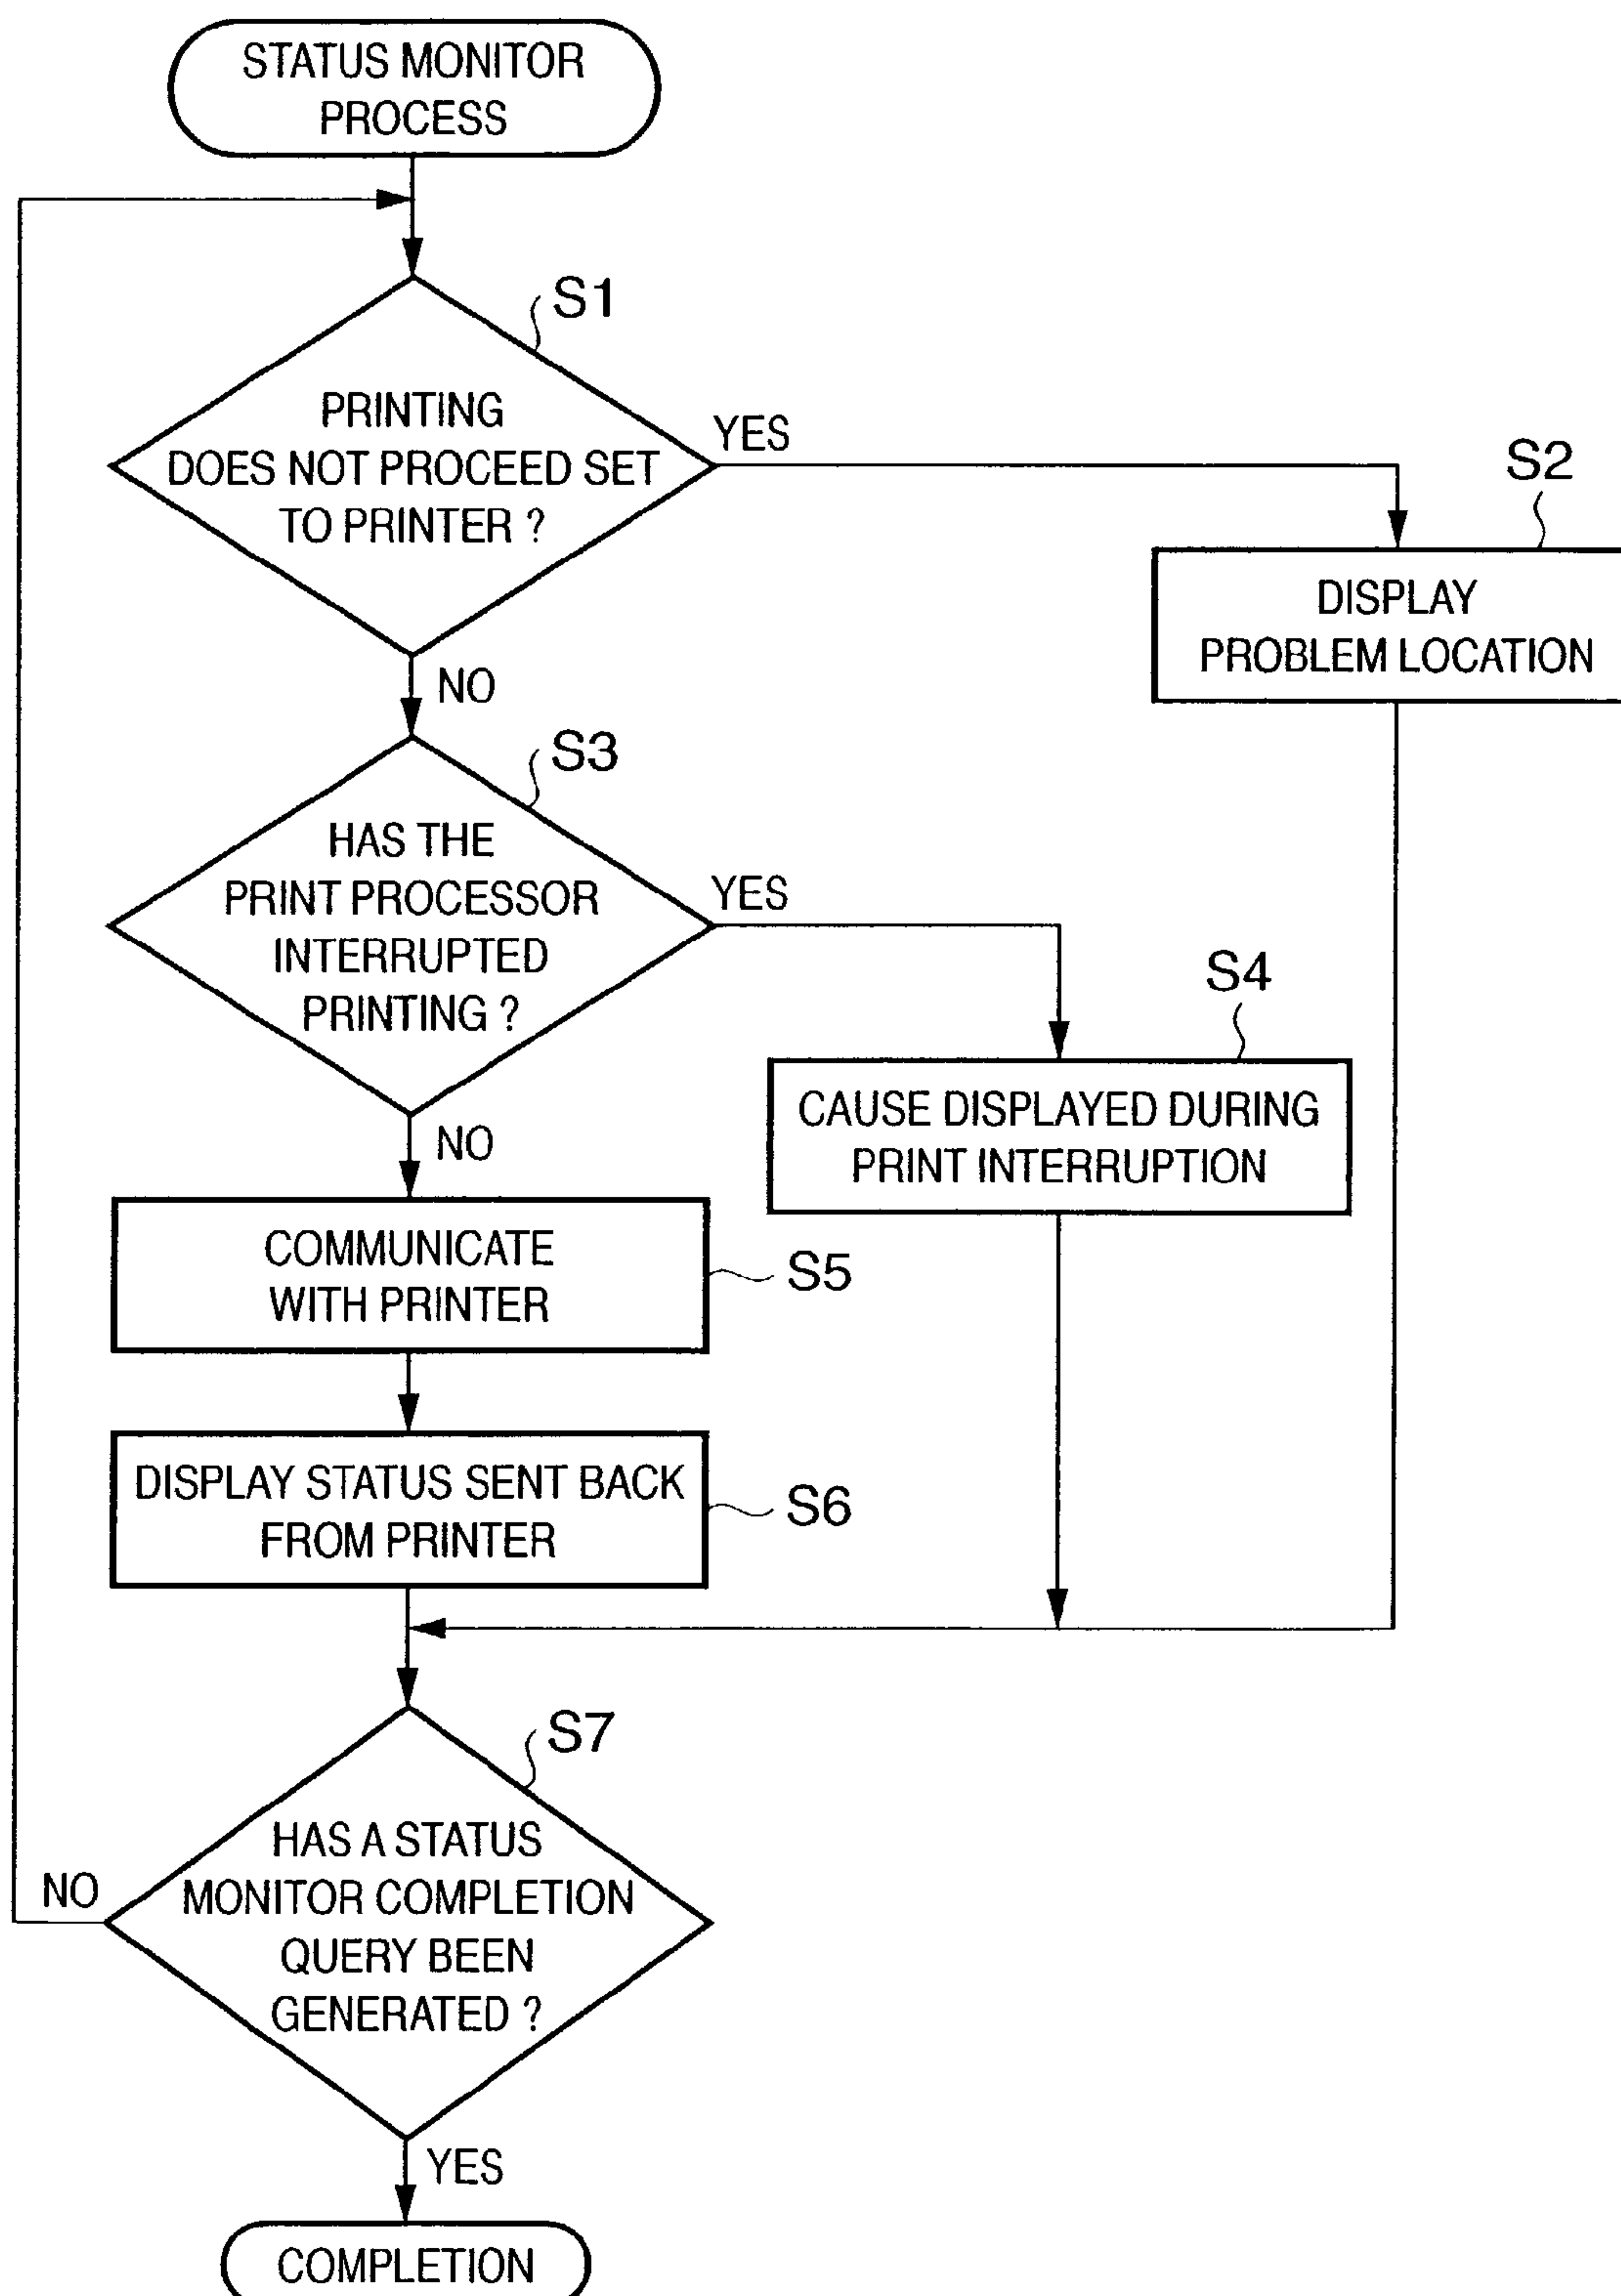 STATUS MONITOR
PROCESS
S1
PRINTING
DOES NOT PROCEED SET
TO PRINTER ?
YES
S2
DISPLAY
PROBLEM LOCATION
NO
S3
HAS THE
PRINT PROCESSOR
INTERRUPTED
PRINTING ?
YES
S4
CAUSE DISPLAYED DURING
PRINT INTERRUPTION
NO
COMMUNICATE
WITH PRINTER
S5
DISPLAY STATUS SENT BACK
FROM PRINTER
S6
S7
HAS A STATUS
MONITOR COMPLETION
QUERY BEEN
GENERATED ?
NO
YES
COMPLETION